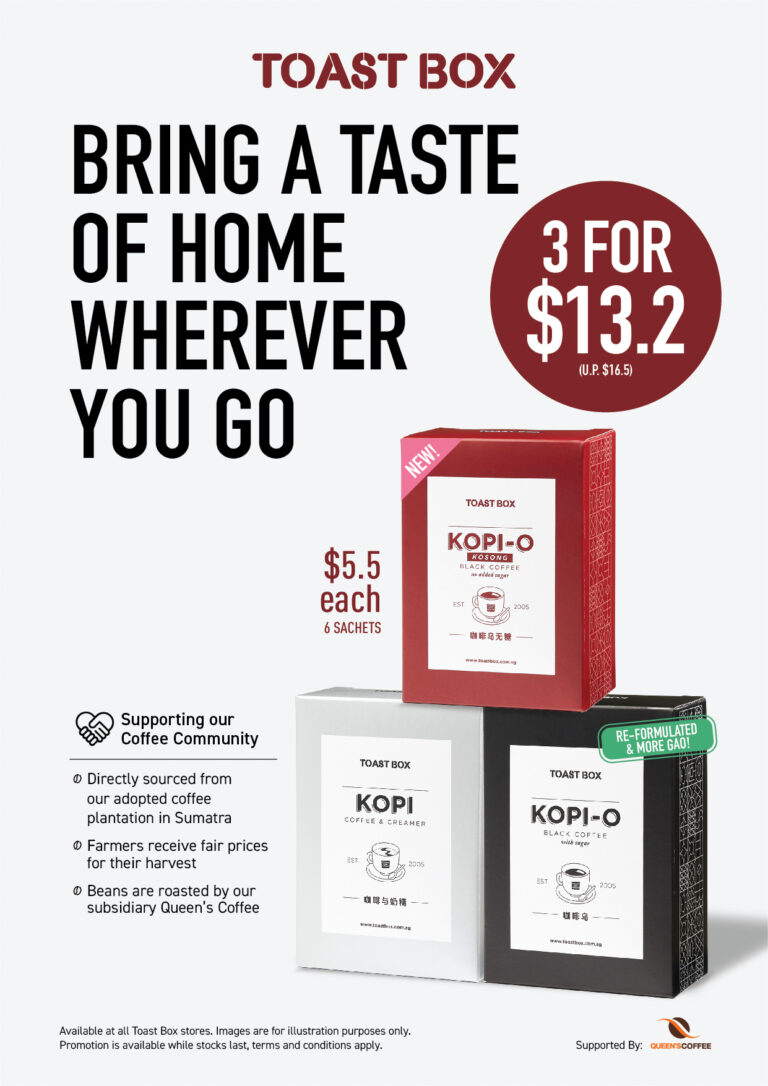 TOAST BOX
BRING A TASTE
OF HOME
WHEREVER
YOU GO
3 FOR
$13.2
(U.P. $16.5)
$5.5
each
6 SACHETS
NEW!
TOAST BOX
KOPI-O
KOSONG
BLACK COFFEE
no added sugar
EST 2005
咖啡乌无糖
www.toastbox.com.sg
Supporting our
Coffee Community
Directly sourced from
our adopted coffee
plantation in Sumatra
Farmers receive fair prices
for their harvest
Beans are roasted by our
subsidiary Queen's Coffee
TOAST BOX
KOPI
COFFEE & CREAMER
EST. 2005
咖啡与奶精
www.toastbox.com.sg
RE-FORMULATED
& MORE GAO!
TOAST BOX
KOPI-O
BLACK COFFEE
with sugar
EST. 2005
咖啡乌
www.toastbox.com.sg
Available at all Toast Box stores. Images are for illustration purposes only.
Promotion is available while stocks last, terms and conditions apply.
Supported By: QUEEN'SCOFFEE